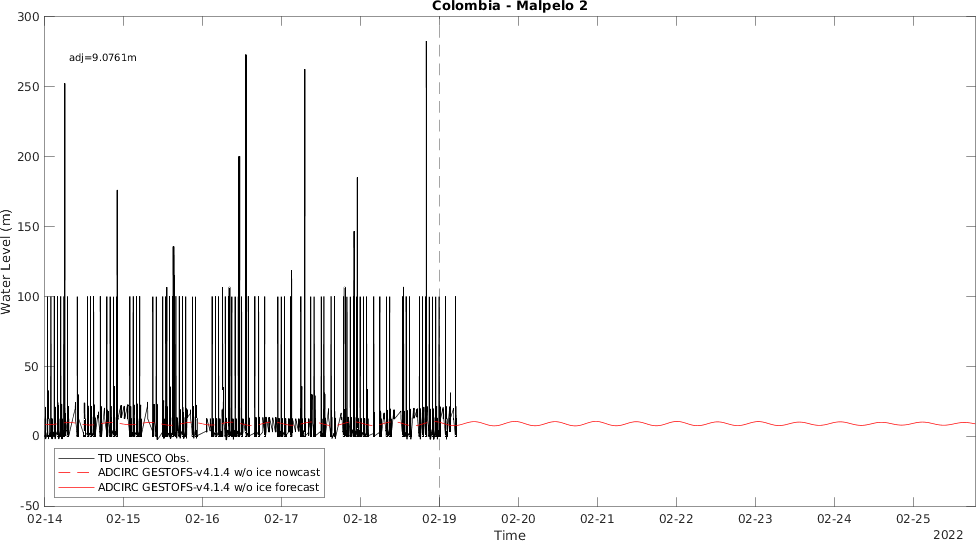 Colombia - Malpelo 2
adj=9.0761m
Water Level (m)
300
250
200
150
100
50
0
-50
TD UNESCO Obs.
ADCIRC GESTOFS-v4.1.4 w/o ice nowcast
ADCIRC GESTOFS-v4.1.4 w/o ice forecast
02-14 02-15 02-16 02-17 02-18 02-19 02-20 02-21 02-22 02-23 02-24 02-25
Time
2022